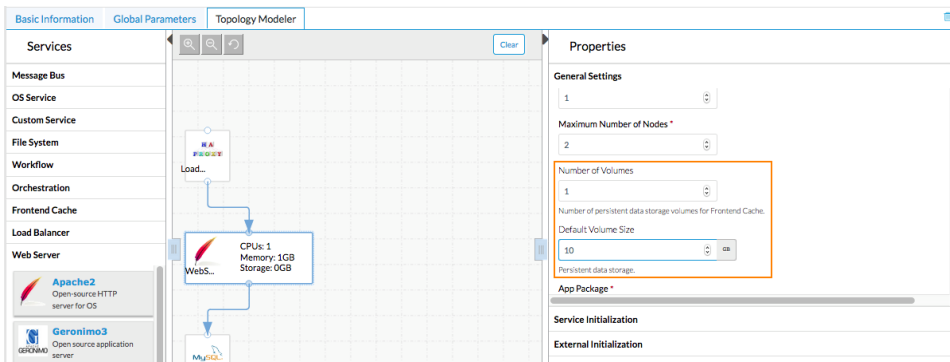 Basic Information
Global Parameters
Topology Modeler
Services
Message Bus
OS Service
Custom Service
File System
Workflow
Orchestration
Frontend Cache
Load Balancer
Web Server
Apache2
Open-source HTTP
server for OS
GERONIMO
Geronimo3
Open source application
server
Clear
HA
PROXY
Load...
WebS...
CPUs: 1
Memory: 1GB
Storage: 0GB
MySQL
Properties
General Settings
1
Maximum Number of Nodes *
2
Number of Volumes
1
Number of persistent data storage volumes for Frontend Cache.
Default Volume Size
10
GB
Persistent data storage.
App Package *
Service Initialization
External Initialization